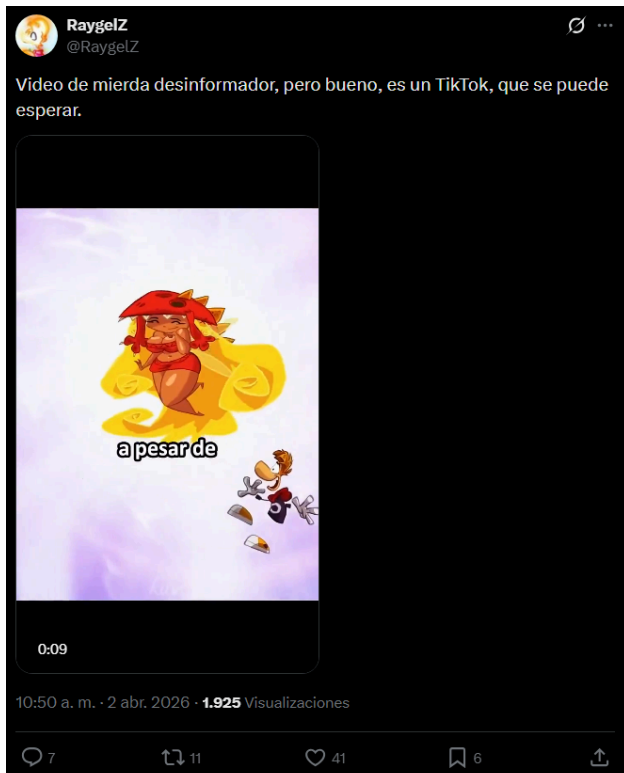 RaygelZ
@RaygelZ
Video de mierda desinformador, pero bueno, es un TikTok, que se puede
esperar.
a pesar de
0:09
10:50 a. m. · 2 abr. 2026 · 1.925 Visualizaciones
7 11 41 6